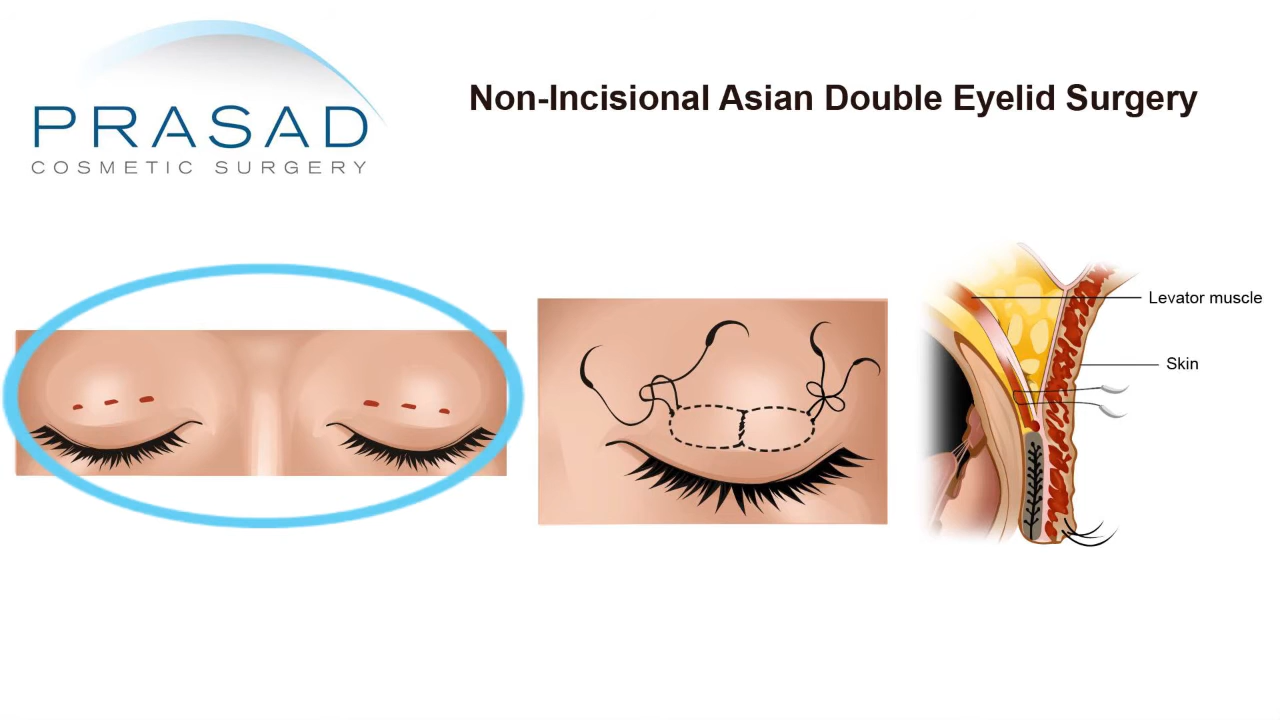 PRASAD
COSMETIC SURGERY
Non-Incisional Asian Double Eyelid Surgery
Levator muscle
Skin